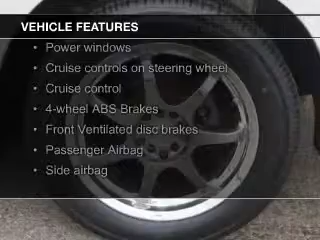 VEHICLE FEATURES
• Power windows
• Cruise controls on steering wheel
• Cruise control
• 4-wheel ABS Brakes
• Front Ventilated disc brakes
• Passenger Airbag
• Side airbag